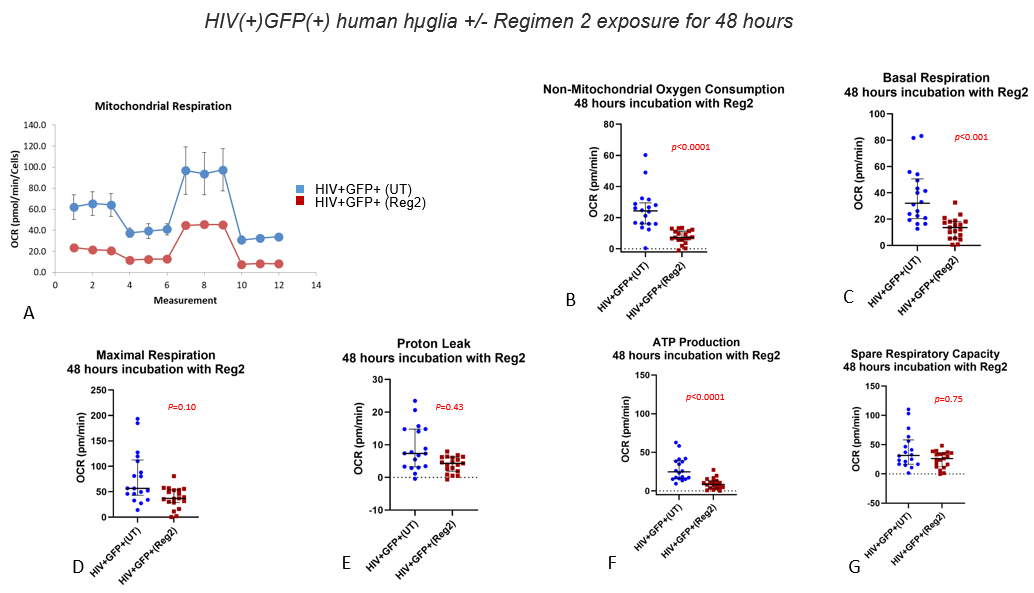 HIV(+)GFP(+) human hµglia +/- Regimen 2 exposure for 48 hours
Mitochondrial Respiration
OCR (pmol/min/Cells)
140.0
120.0
100.0
80.0
60.0
40.0
20.0
0.0
0
2
4
6
8
10
12
14
Measurement
HIV+GFP+ (UT)
HIV+GFP+ (Reg2)
A
Non-Mitochondrial Oxygen Consumption
48 hours incubation with Reg2
p<0.0001
OCR (pm/min)
80
60
40
20
0
HIV+GFP+(UT)
HIV+GFP+(Reg2)
B
Basal Respiration
48 hours incubation with Reg2
p<0.001
OCR (pm/min)
100
80
60
40
20
0
HIV+GFP+(UT)
HIV+GFP+(Reg2)
C
Maximal Respiration
48 hours incubation with Reg2
P=0.10
OCR (pm/min)
250
200
150
100
50
0
HIV+GFP+(UT)
HIV+GFP+(Reg2)
D
Proton Leak
48 hours incubation with Reg2
P=0.43
OCR (pm/min)
30
20
10
0
-10
HIV+GFP+(UT)
HIV+GFP+(Reg2)
E
ATP Production
48 hours incubation with Reg2
p<0.0001
OCR (pm/min)
150
100
50
0
HIV+GFP+(UT)
HIV+GFP+(Reg2)
F
Spare Respiratory Capacity
48 hours incubation with Reg2
p=0.75
OCR (pm/min)
150
100
50
0
-50
HIV+GFP+(UT)
HIV+GFP+(Reg2)
G